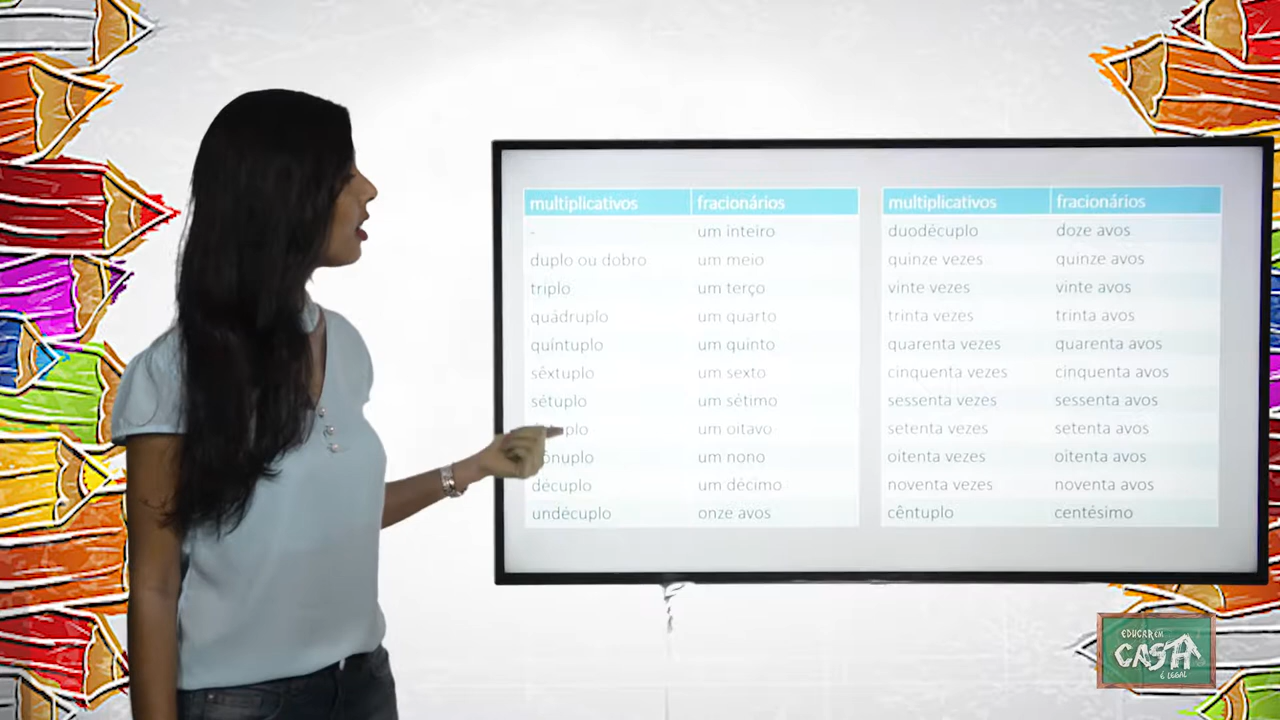 multiplicativos fracionários
- um inteiro
duplo ou dobro um meio
triplo um terço
quádruplo um quarto
quíntuplo um quinto
sêxtuplo um sexto
sétuplo um sétimo
um oitavo
um nono
décuplo um décimo
undécuplo onze avos
multiplicativos fracionários
duodécuplo doze avos
quinze vezes quinze avos
vinte vezes vinte avos
trinta vezes trinta avos
quarenta vezes quarenta avos
cinquenta vezes cinquenta avos
sessenta vezes sessenta avos
setenta vezes setenta avos
oitenta vezes oitenta avos
noventa vezes noventa avos
cêntuplo centésimo
EDUCAR EM
CASA
É LEGAL